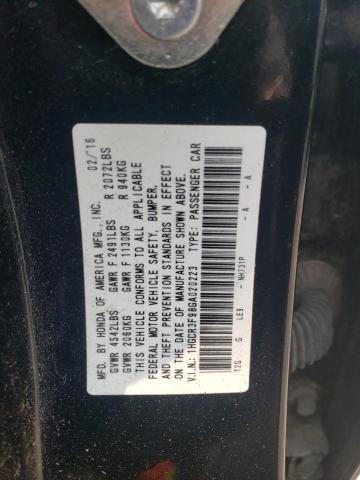 MFD. BY HONDA OF AMERICA MFG., INC. 02/'16
GVWR 4542LBS GAWR F 2491LBS R 2072LBS
GVWR 2060KG GAWR F 1130KG R 940KG
THIS VEHICLE CONFORMS TO ALL APPLICABLE
FEDERAL MOTOR VEHICLE SAFETY, BUMPER,
AND THEFT PREVENTION STANDARDS IN EFFECT
ON THE DATE OF MANUFACTURE SHOWN ABOVE.
V.I.N.: 1HGCR3F98GA020223 TYPE: PASSENGER CAR
T2G G LE9 - NH731P - A - A